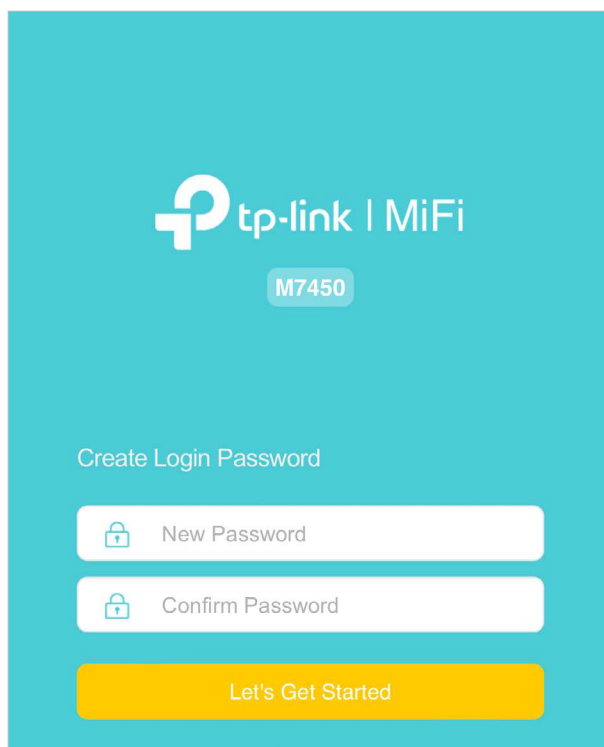 tp-link | MiFi
M7450
Create Login Password
New Password
Confirm Password
Let's Get Started